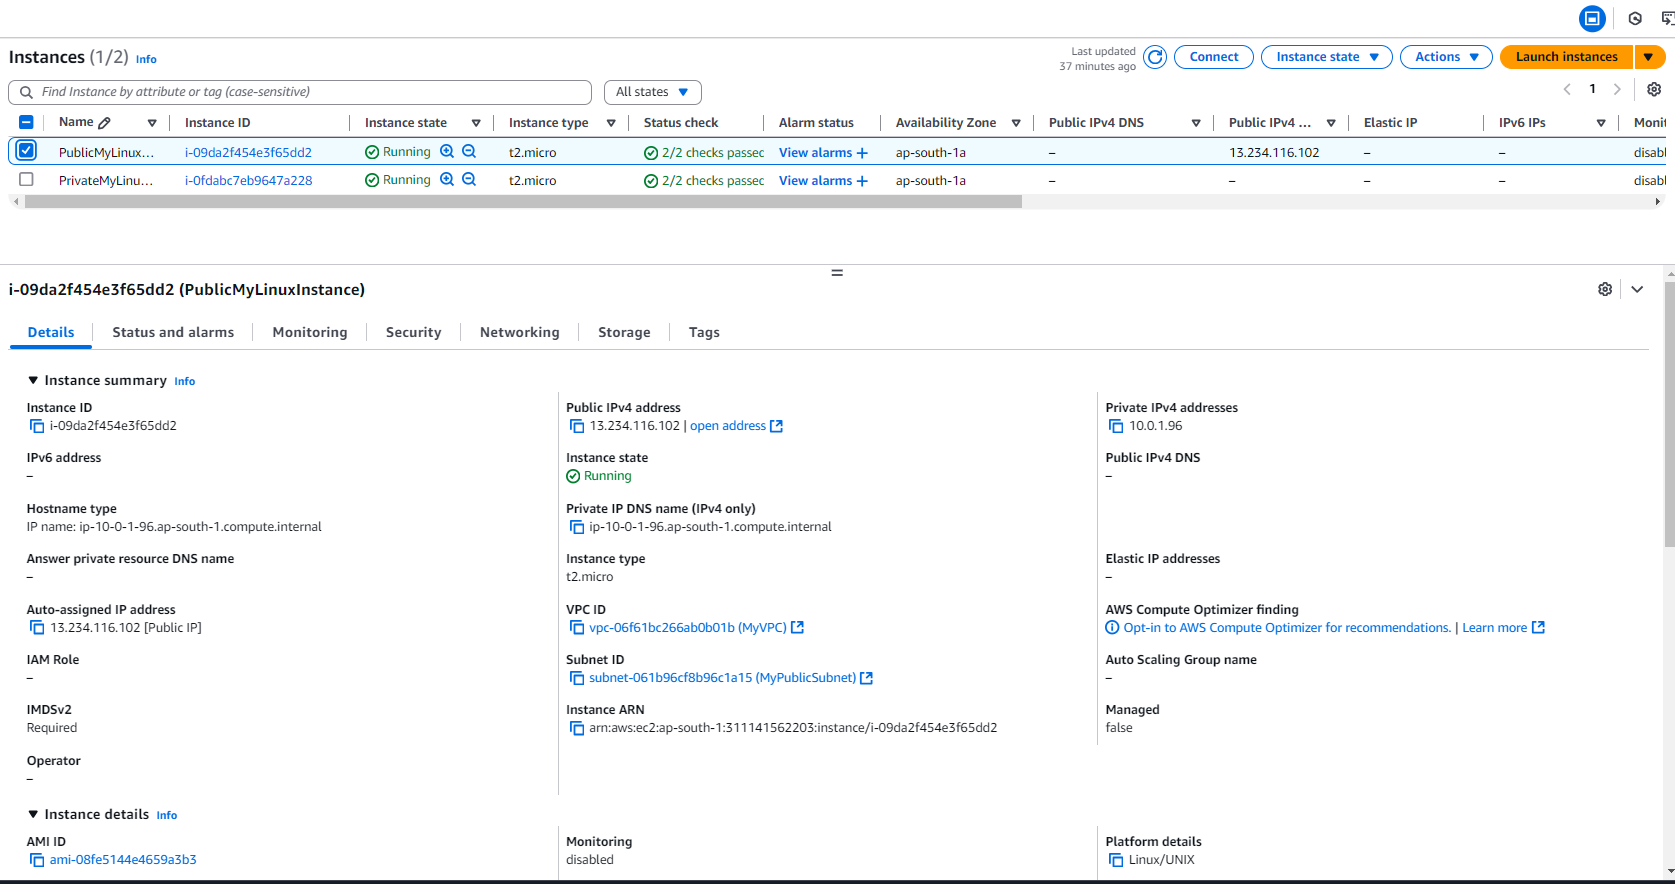 Instances (1/2) Info
Last updated
37 minutes ago
Connect
Instance state
Actions
Launch instances
Find Instance by attribute or tag (case-sensitive)
All states
1
Name Instance ID Instance state Instance type Status check Alarm status Availability Zone Public IPv4 DNS Public IPv4 ... Elastic IP IPv6 IPs Monit
PublicMyLinux... i-09da2f454e3f65dd2 Running t2.micro 2/2 checks passec View alarms + ap-south-1a – 13.234.116.102 – – disabl
PrivateMyLinu... i-0fdabc7eb9647a228 Running t2.micro 2/2 checks passec View alarms + ap-south-1a – – – – disabl
i-09da2f454e3f65dd2 (PublicMyLinuxInstance)
Details Status and alarms Monitoring Security Networking Storage Tags
Instance summary Info
Instance ID
i-09da2f454e3f65dd2
Public IPv4 address
13.234.116.102 | open address
Private IPv4 addresses
10.0.1.96
IPv6 address
–
Instance state
Running
Public IPv4 DNS
–
Hostname type
IP name: ip-10-0-1-96.ap-south-1.compute.internal
Private IP DNS name (IPv4 only)
ip-10-0-1-96.ap-south-1.compute.internal
Answer private resource DNS name
–
Instance type
t2.micro
Elastic IP addresses
–
Auto-assigned IP address
13.234.116.102 [Public IP]
VPC ID
vpc-06f61bc266ab0b01b (MyVPC)
AWS Compute Optimizer finding
Opt-in to AWS Compute Optimizer for recommendations. | Learn more
IAM Role
–
Subnet ID
subnet-061b96cf8b96c1a15 (MyPublicSubnet)
Auto Scaling Group name
–
IMDSv2
Required
Instance ARN
arn:aws:ec2:ap-south-1:311141562203:instance/i-09da2f454e3f65dd2
Managed
false
Operator
–
Instance details Info
AMI ID
ami-08fe5144e4659a3b3
Monitoring
disabled
Platform details
Linux/UNIX